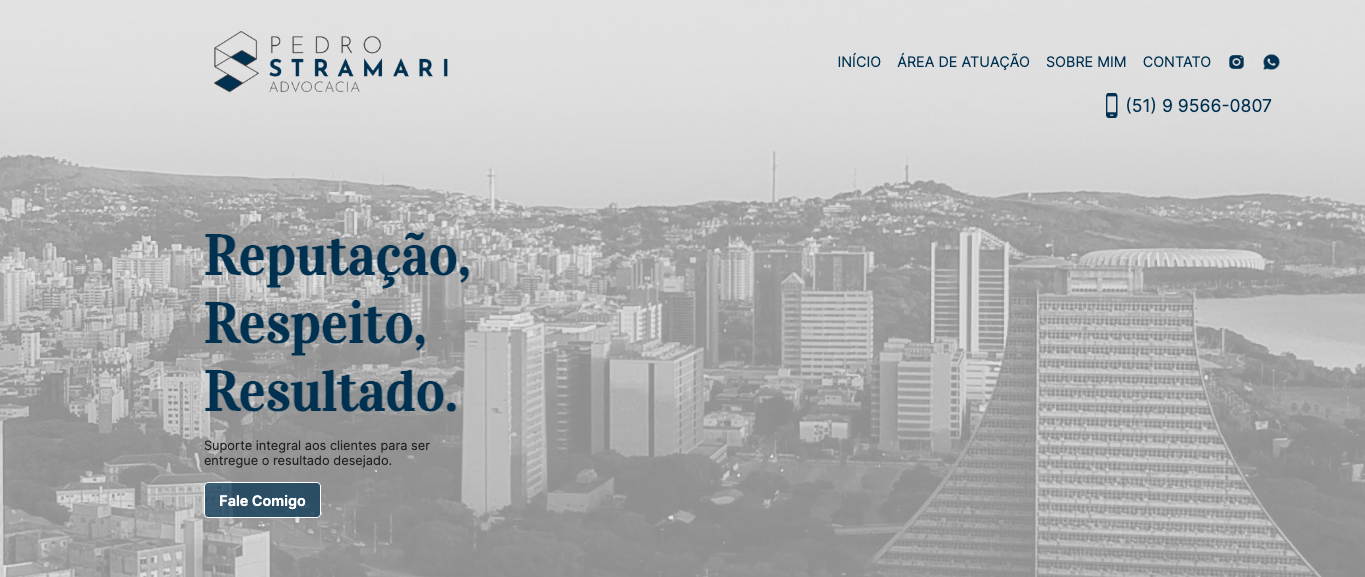 PEDRO
STRAMARI
ADVOCACIA
INÍCIO ÁREA DE ATUAÇÃO SOBRE MIM CONTATO
(51) 9 9566-0807
Reputação,
Respeito,
Resultado.
Suporte integral aos clientes para ser
entregue o resultado desejado.
Fale Comigo